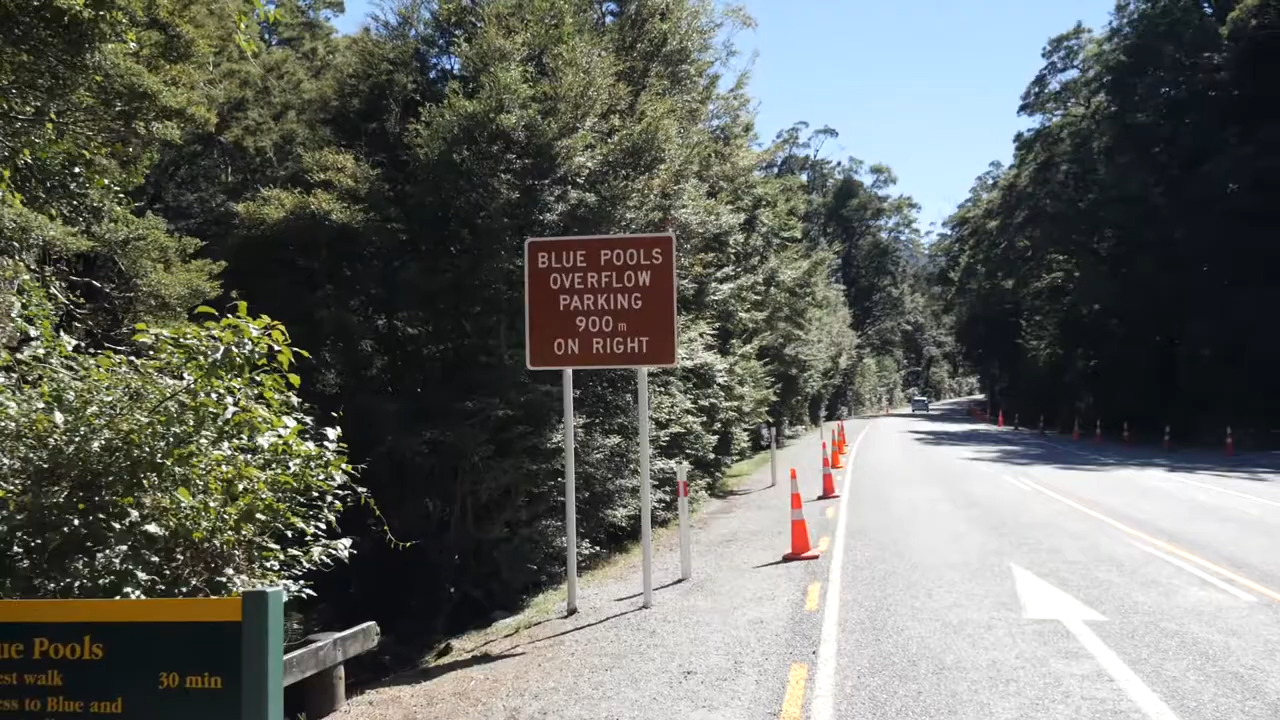 BLUE POOLS
OVERFLOW
PARKING
900 m
ON RIGHT
ue Pools
est walk 30 min
ess to Blue and